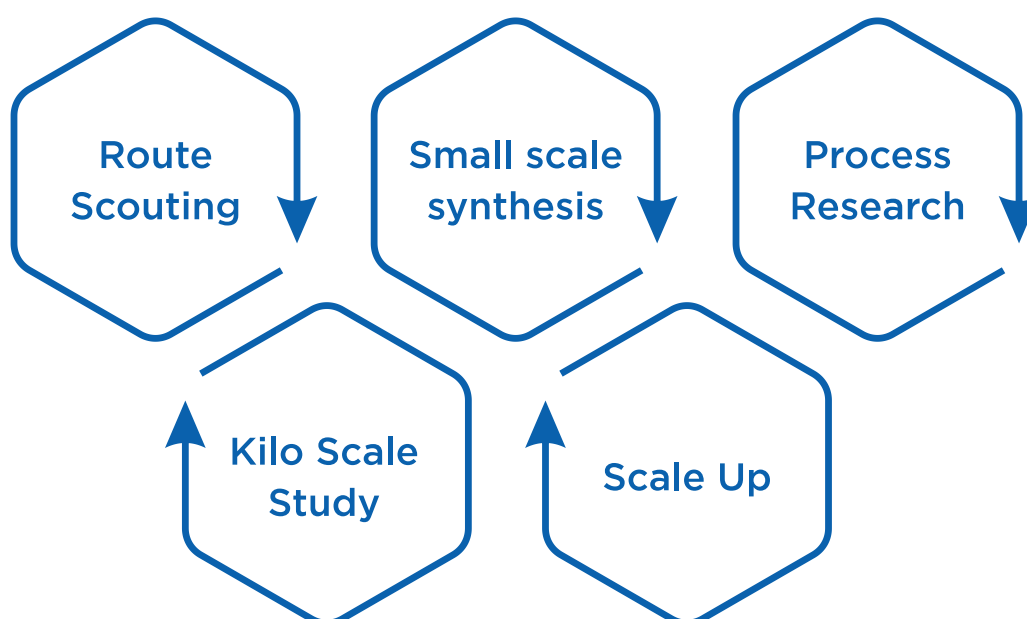 Route
Scouting
Small scale
synthesis
Process
Research
Kilo Scale
Study
Scale Up